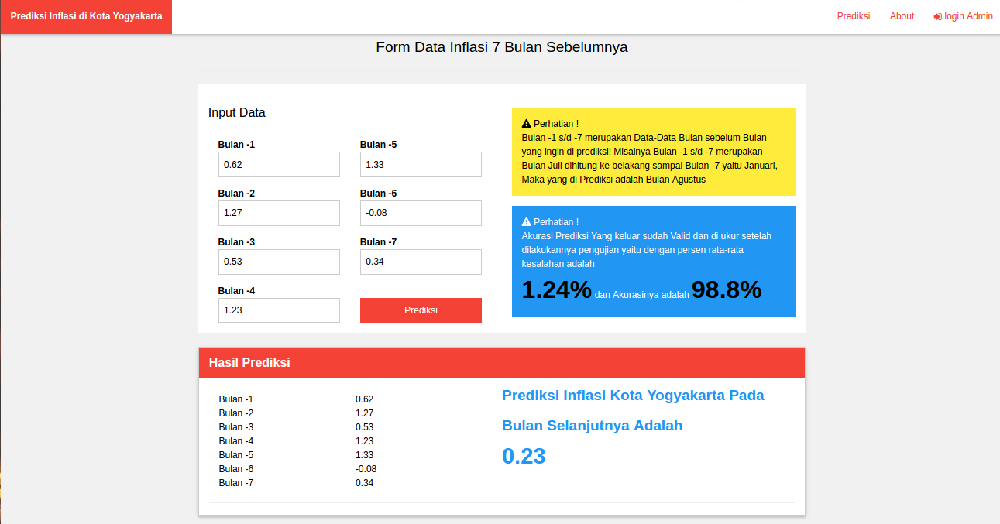 Prediksi Inflasi di Kota Yogyakarta
Prediksi
About
login Admin
Form Data Inflasi 7 Bulan Sebelumnya
Input Data
Bulan -1
0.62
Bulan -2
1.27
Bulan -3
0.53
Bulan -4
1.23
Bulan -5
1.33
Bulan -6
-0.08
Bulan -7
0.34
Prediksi
Perhatian !
Bulan -1 s/d -7 merupakan Data-Data Bulan sebelum Bulan
yang ingin di prediksi! Misalnya Bulan -1 s/d -7 merupakan
Bulan Juli dihitung ke belakang sampai Bulan -7 yaitu Januari,
Maka yang di Prediksi adalah Bulan Agustus
Perhatian !
Akurasi Prediksi Yang keluar sudah Valid dan di ukur setelah
dilakukannya pengujian yaitu dengan persen rata-rata
kesalahan adalah
1.24% dan Akurasinya adalah 98.8%
Hasil Prediksi
Bulan -1 0.62
Bulan -2 1.27
Bulan -3 0.53
Bulan -4 1.23
Bulan -5 1.33
Bulan -6 -0.08
Bulan -7 0.34
Prediksi Inflasi Kota Yogyakarta Pada
Bulan Selanjutnya Adalah
0.23